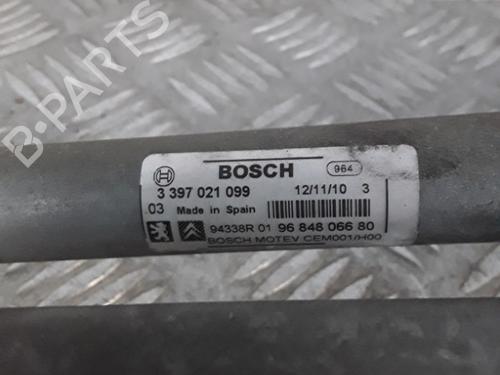 B-PARTS
BOSCH 964
3 397 021 099 12/11/10 3
03 Made in Spain
94338R 01 96 848 066 80
BOSCH MOTEV CEM001/H00